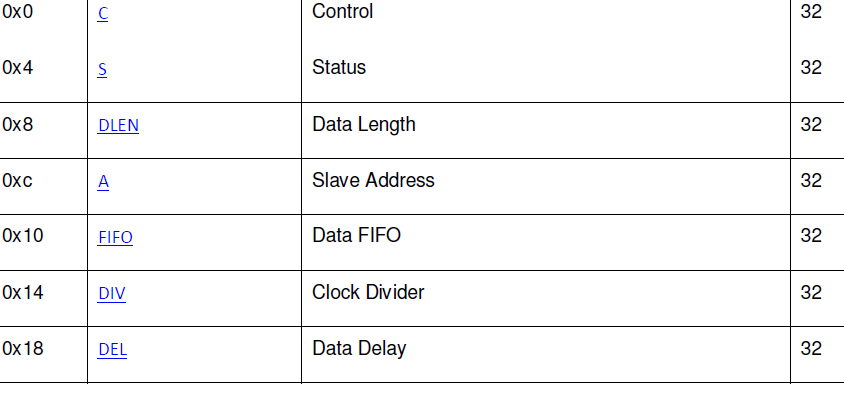 0x0 C Control 32
0x4 S Status 32
0x8 DLEN Data Length 32
0xc A Slave Address 32
0x10 FIFO Data FIFO 32
0x14 DIV Clock Divider 32
0x18 DEL Data Delay 32